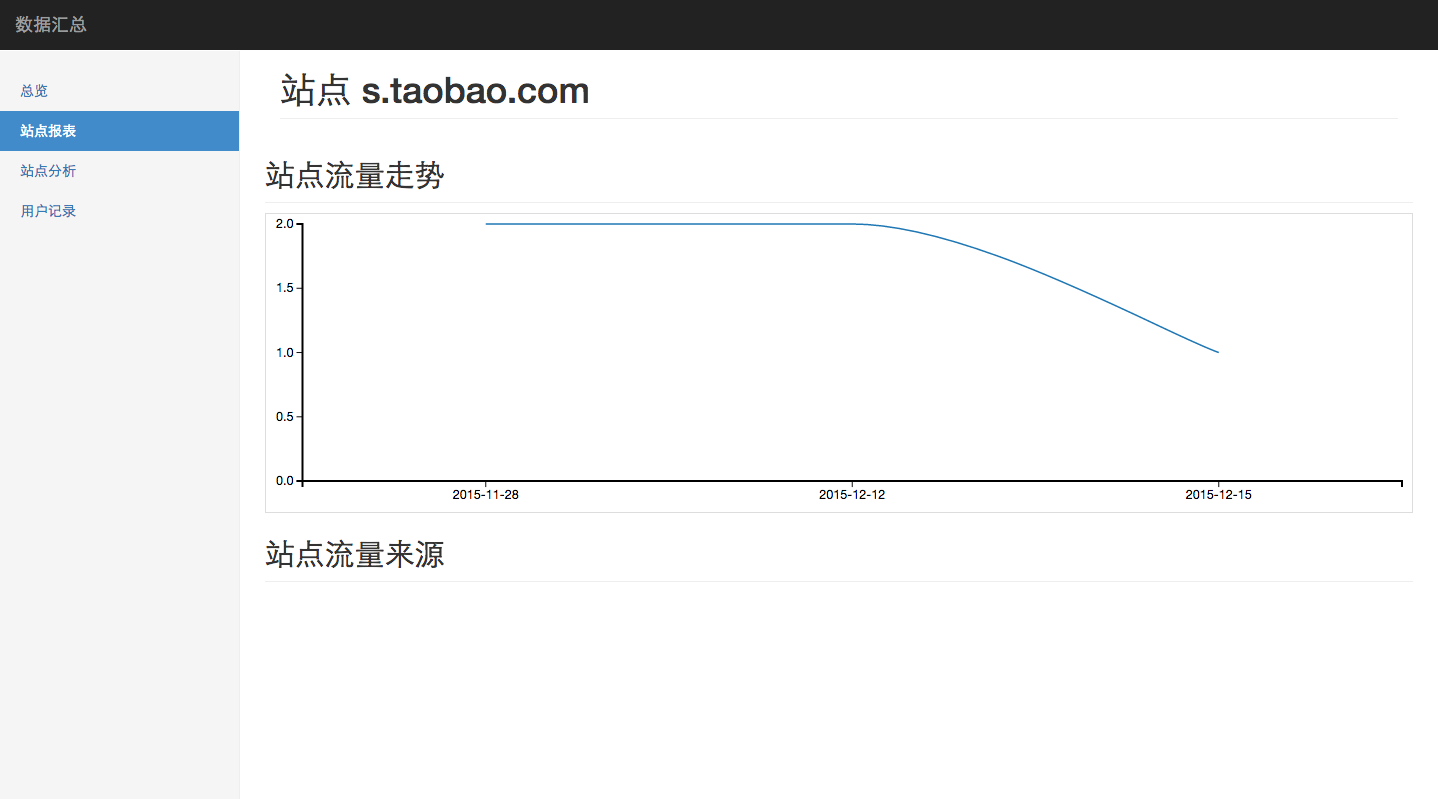 数据汇总
总览
站点报表
站点分析
用户记录
站点 s.taobao.com
站点流量走势
2.0
1.5
1.0
0.5
0.0
2015-11-28
2015-12-12
2015-12-15
站点流量来源